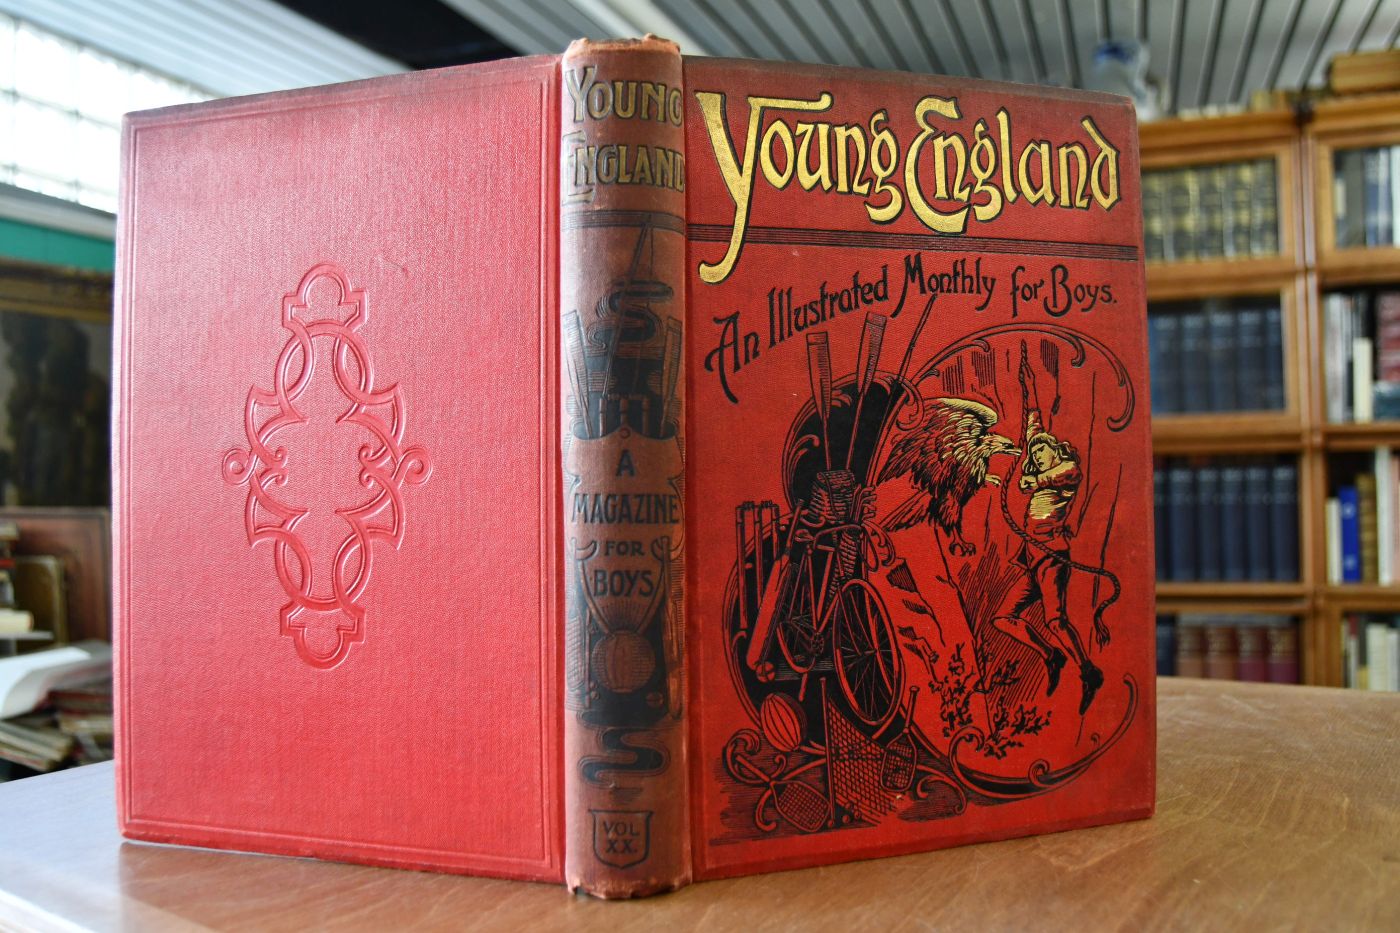 YOUNG
ENGLAND
A
MAGAZINE
FOR
BOYS
VOL
XX.
Young England
An Illustrated Monthly for Boys.